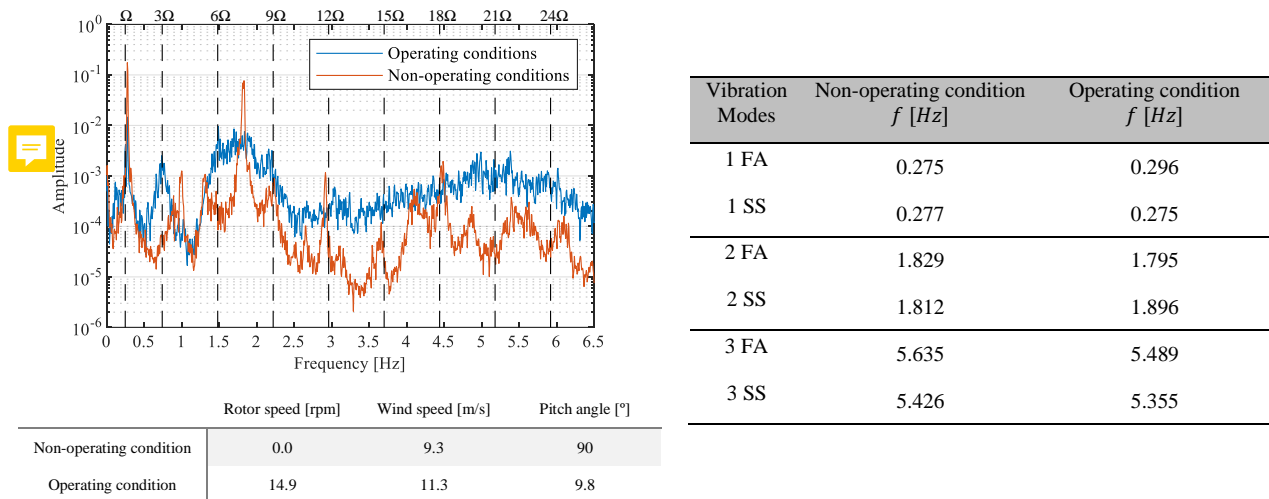 Ω 3Ω 6Ω 9Ω 12Ω 15Ω 18Ω 21Ω 24Ω
10^0
10^-1
10^-2
10^-3
10^-4
10^-5
10^-6
Amplitude
Operating conditions
Non-operating conditions
0 0.5 1 1.5 2 2.5 3 3.5 4 4.5 5 5.5 6 6.5
Frequency [Hz]
Rotor speed [rpm] Wind speed [m/s] Pitch angle [º]
Non-operating condition 0.0 9.3 90
Operating condition 14.9 11.3 9.8
Vibration Non-operating condition Operating condition
Modes f [Hz] f [Hz]
1 FA 0.275 0.296
1 SS 0.277 0.275
2 FA 1.829 1.795
2 SS 1.812 1.896
3 FA 5.635 5.489
3 SS 5.426 5.355